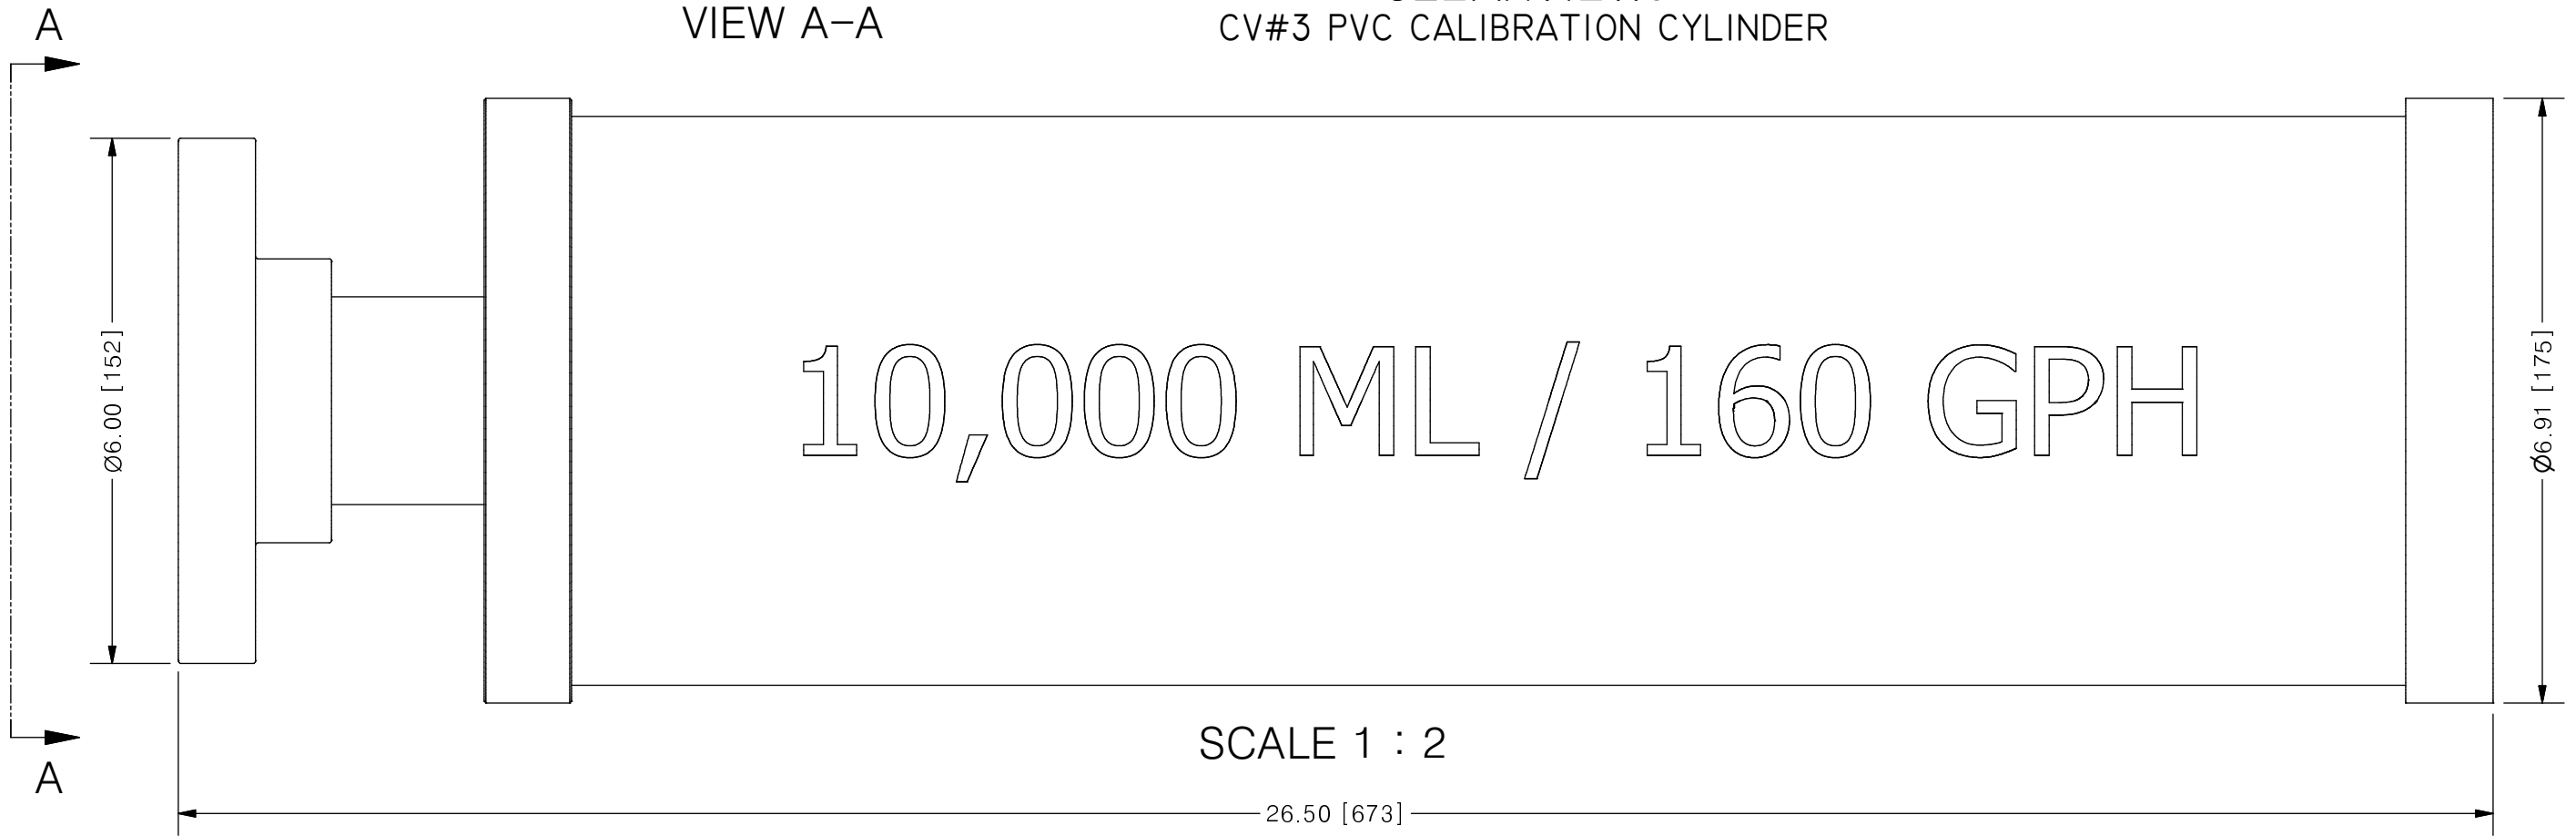 A
VIEW A-A
CV#3 PVC CALIBRATION CYLINDER
Ø6.00 [152]
10,000 ML / 160 GPH
Ø6.91 [175]
SCALE 1 : 2
A
26.50 [673]